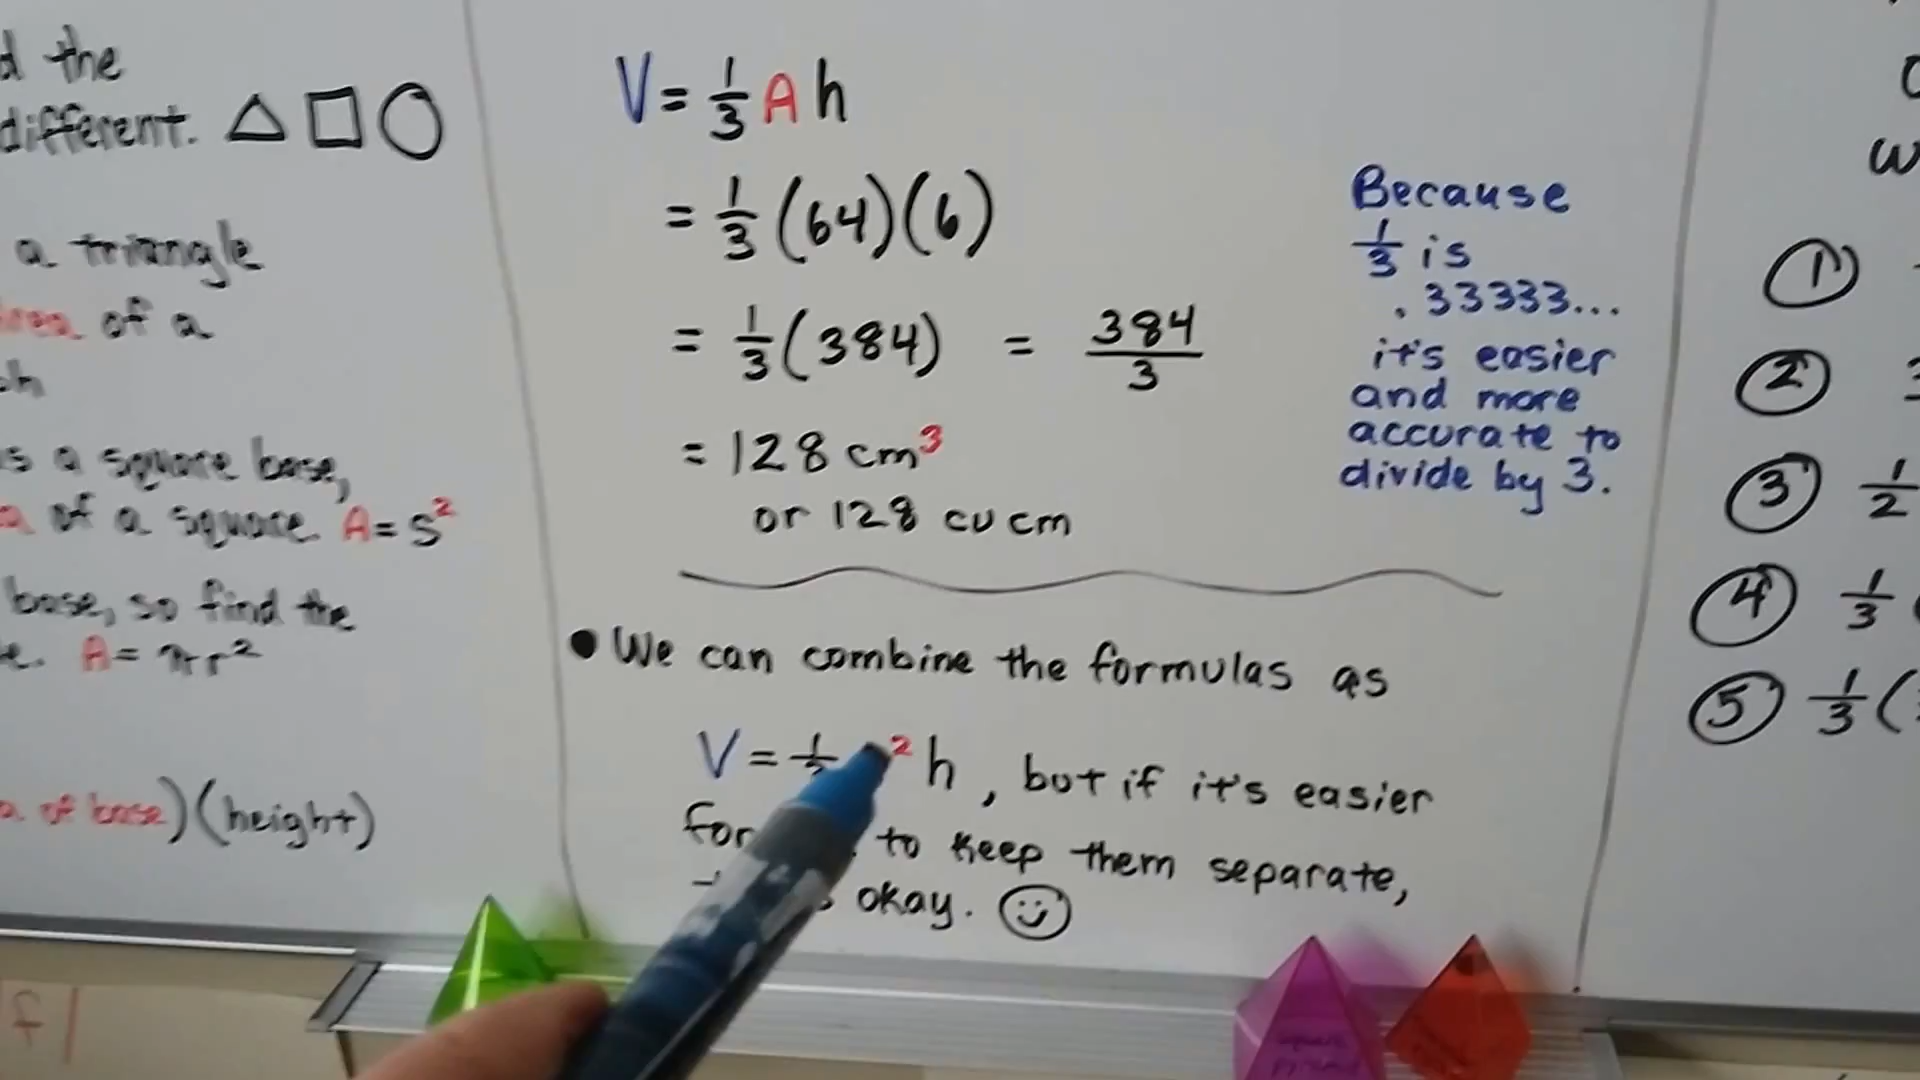 d the
different.
a triangle
area of a
s a square base,
of a square. A = s²
base, so find the
A = πr²
of base)(height)
V = 1/3 A h
= 1/3 (64)(6)
= 1/3 (384) = 384/3
= 128 cm³
or 128 cu cm
Because
1/3 is
.33333...
it's easier
and more
accurate to
divide by 3.
• We can combine the formulas as
V = ² h, but if it's easier
for to keep them separate,
okay.
①
②
③ 1/2
④ 1/3
⑤ 1/3 (